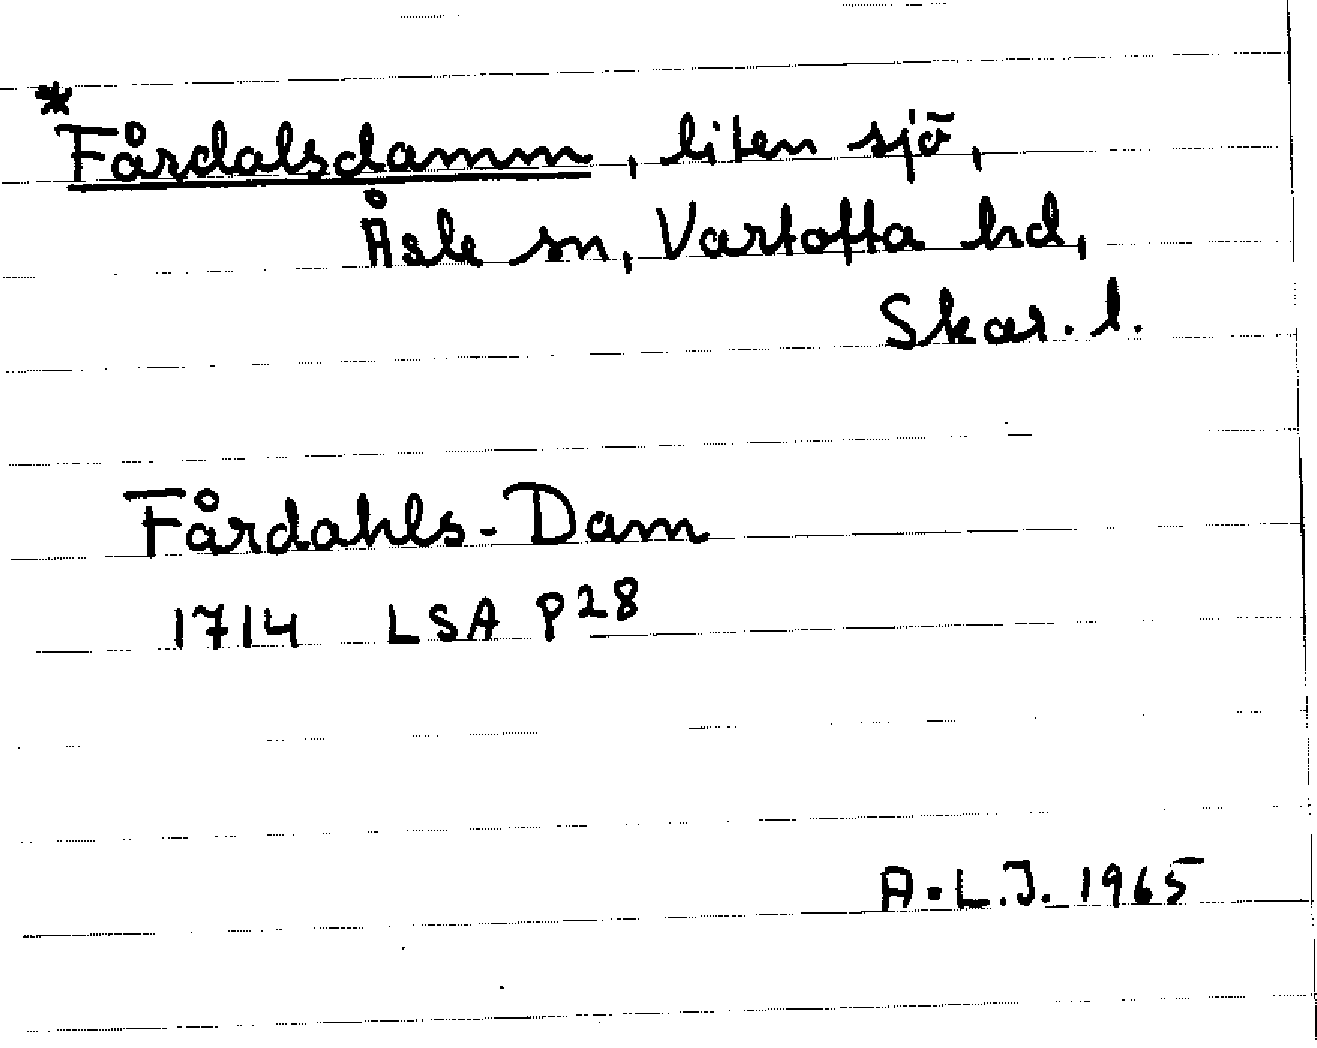 *Fårdalsdamm, liten sjö,
Åsle sn, Vartofta hd,
Skar. l.
Fårdahls-Dam
1714 LSA P28
A.L.J. 1965